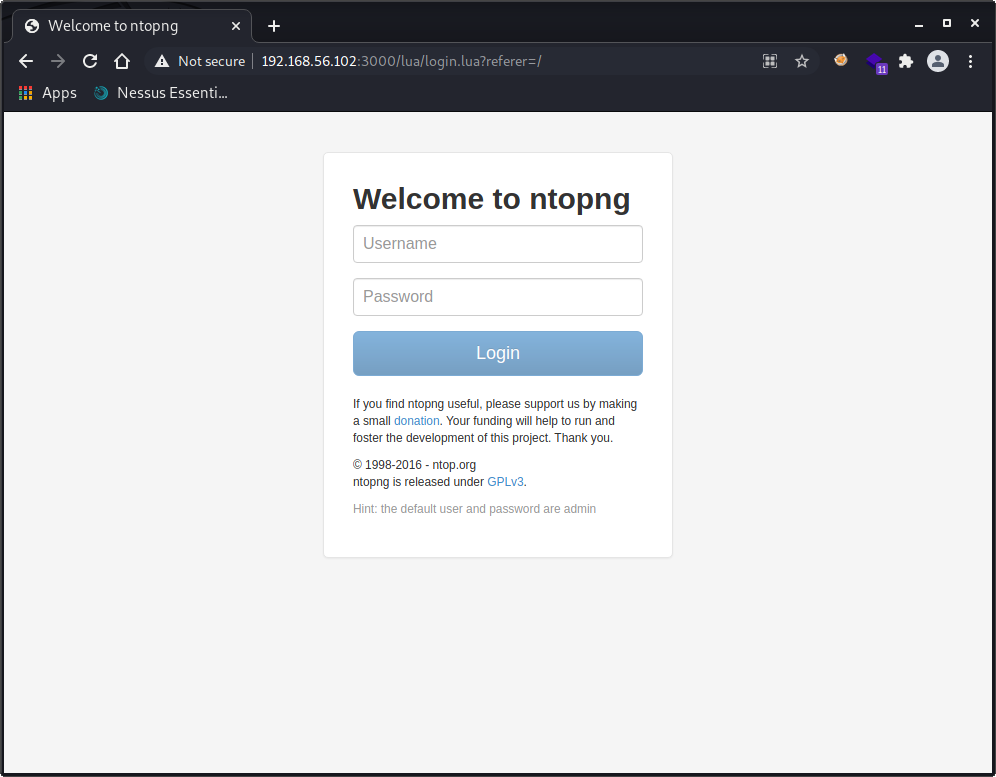 Welcome to ntopng
Not secure 192.168.56.102:3000/lua/login.lua?referer=/
11
Apps Nessus Essenti...
Welcome to ntopng
Username
Password
Login
If you find ntopng useful, please support us by making
a small donation. Your funding will help to run and
foster the development of this project. Thank you.
© 1998-2016 - ntop.org
ntopng is released under GPLv3.
Hint: the default user and password are admin